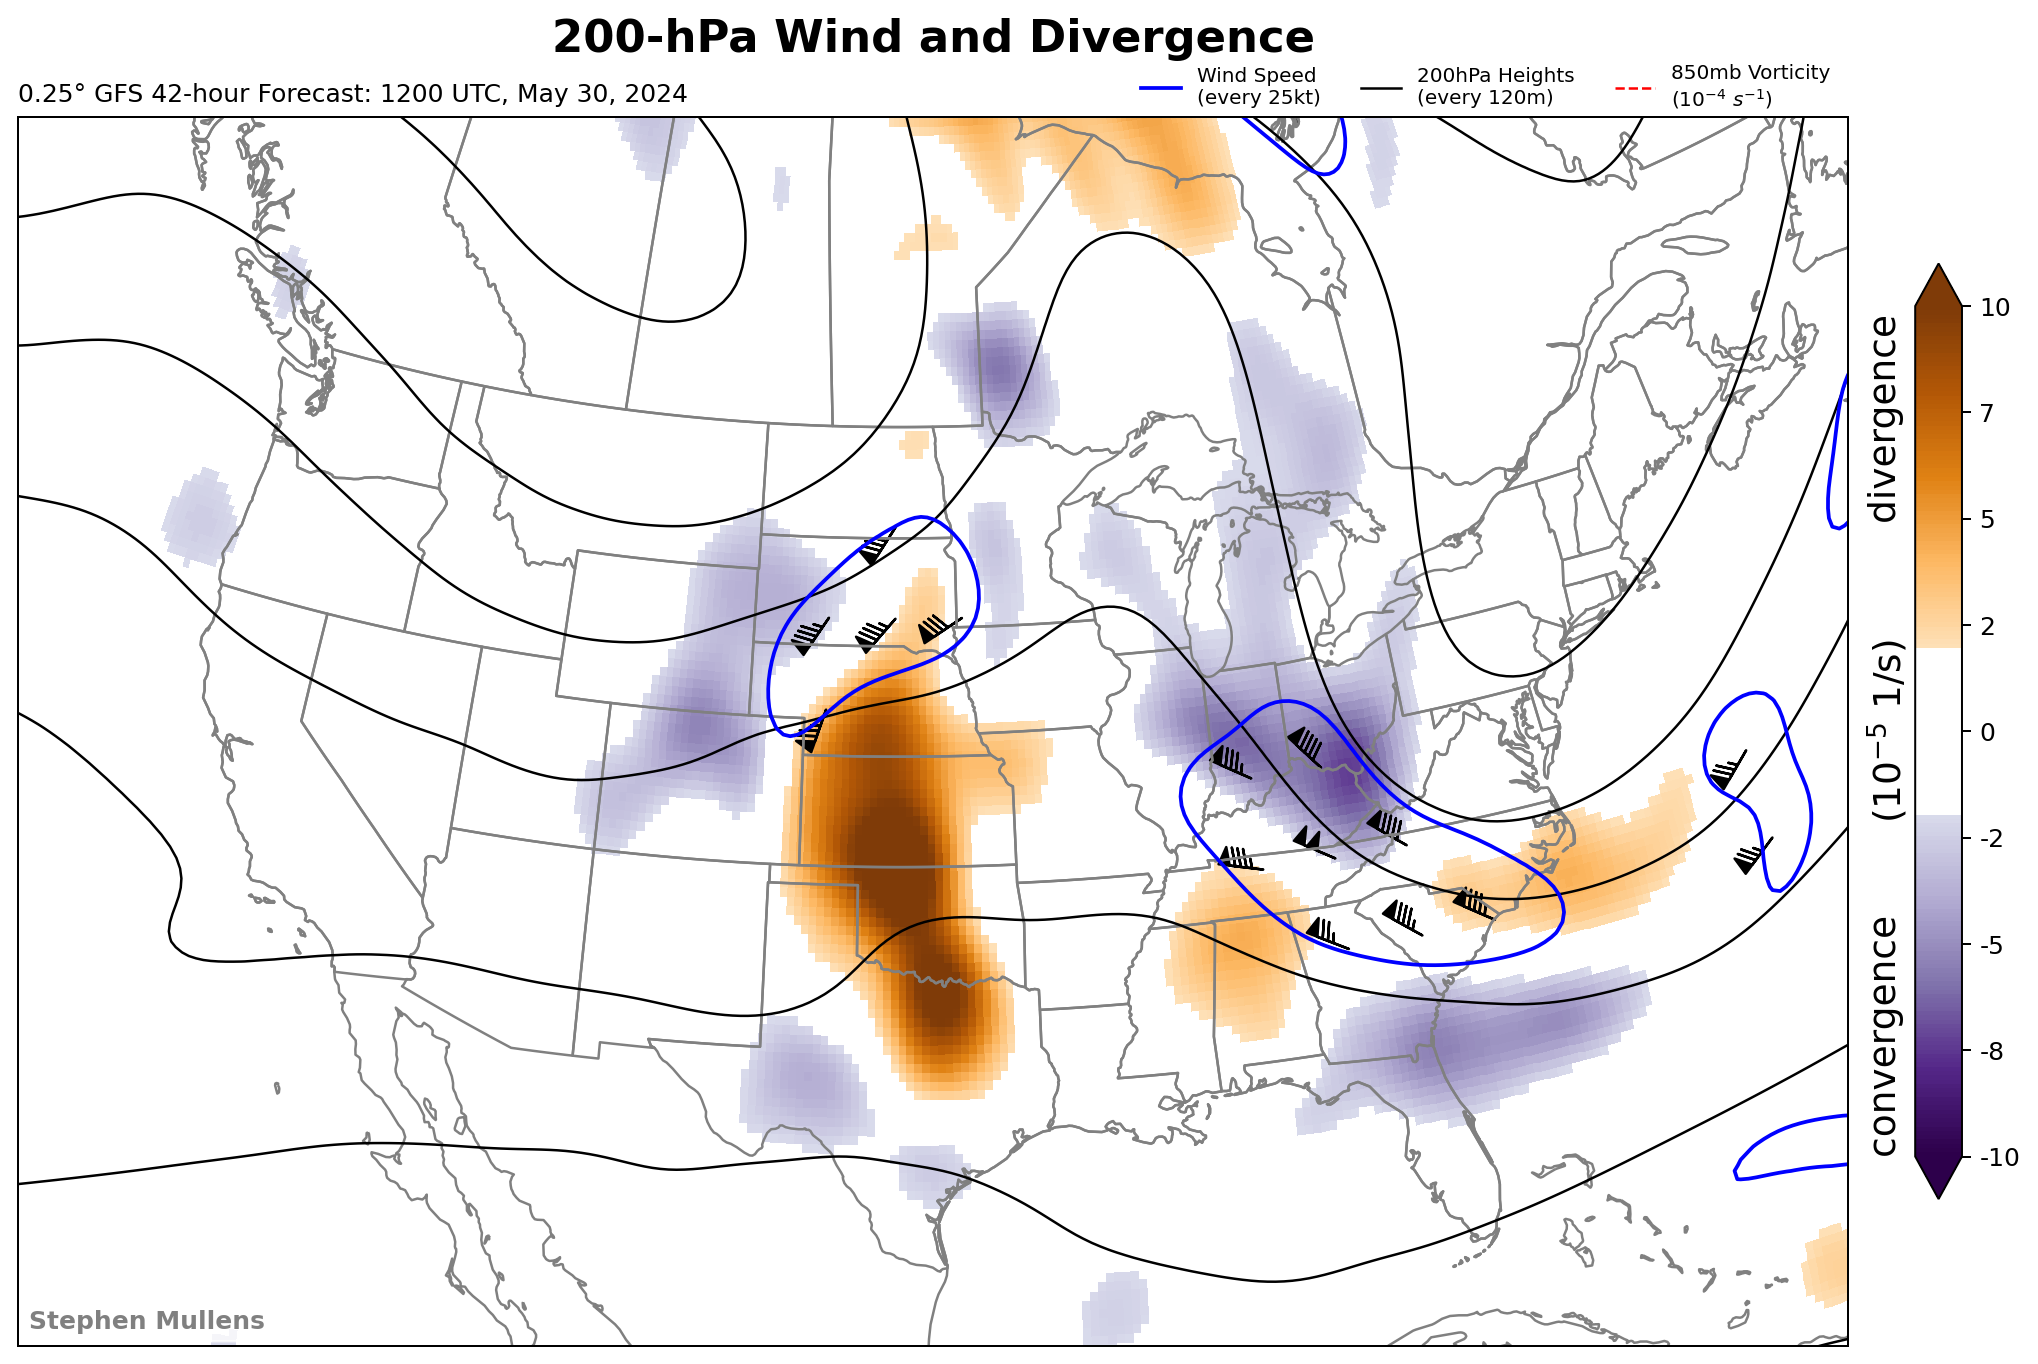 200-hPa Wind and Divergence
0.25° GFS 42-hour Forecast: 1200 UTC, May 30, 2024
Wind Speed
(every 25kt)
200hPa Heights
(every 120m)
850mb Vorticity
(10⁻⁴ s⁻¹)
10
7
5
2
0
-2
-5
-8
-10
divergence
(10⁻⁵ 1/s)
convergence
Stephen Mullens